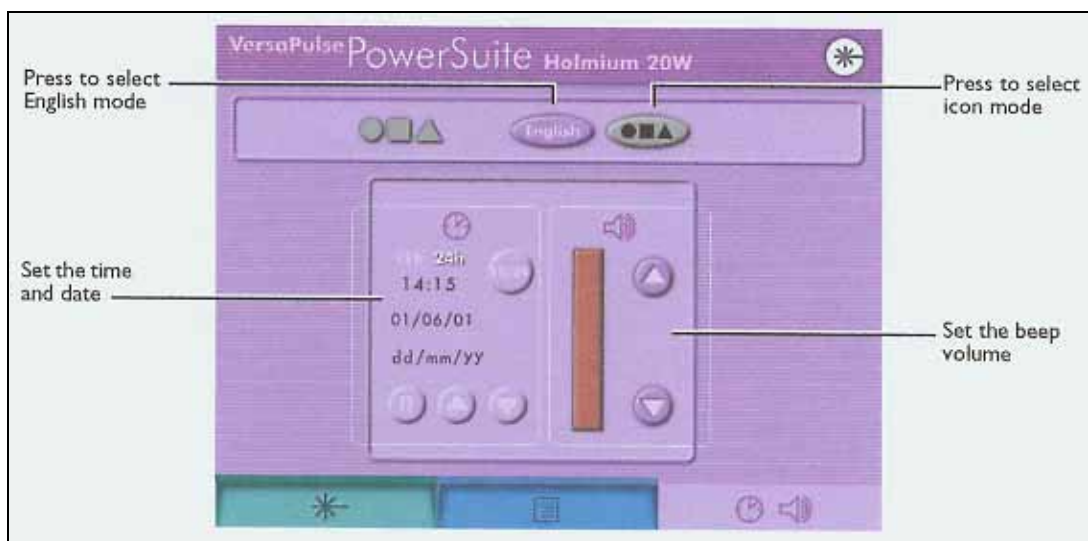 VersaPulse PowerSuite Holmium 20W
Press to select
English mode
Press to select
icon mode
English
Set the time
and date
24h
14:15
01/06/01
dd/mm/yy
Set the beep
volume